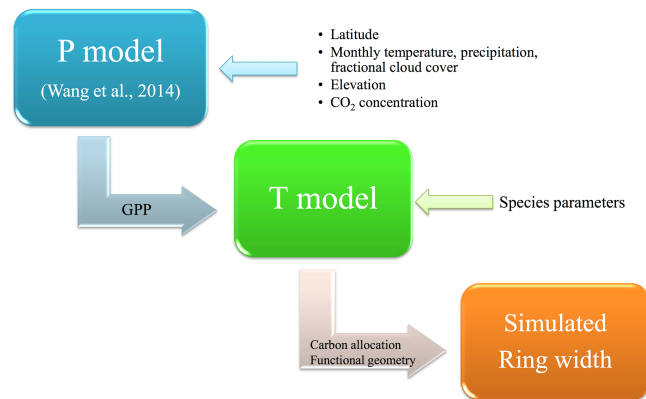 P model
(Wang et al., 2014)
• Latitude
• Monthly temperature, precipitation,
fractional cloud cover
• Elevation
• CO₂ concentration
GPP
T model
Species parameters
Carbon allocation
Functional geometry
Simulated
Ring width